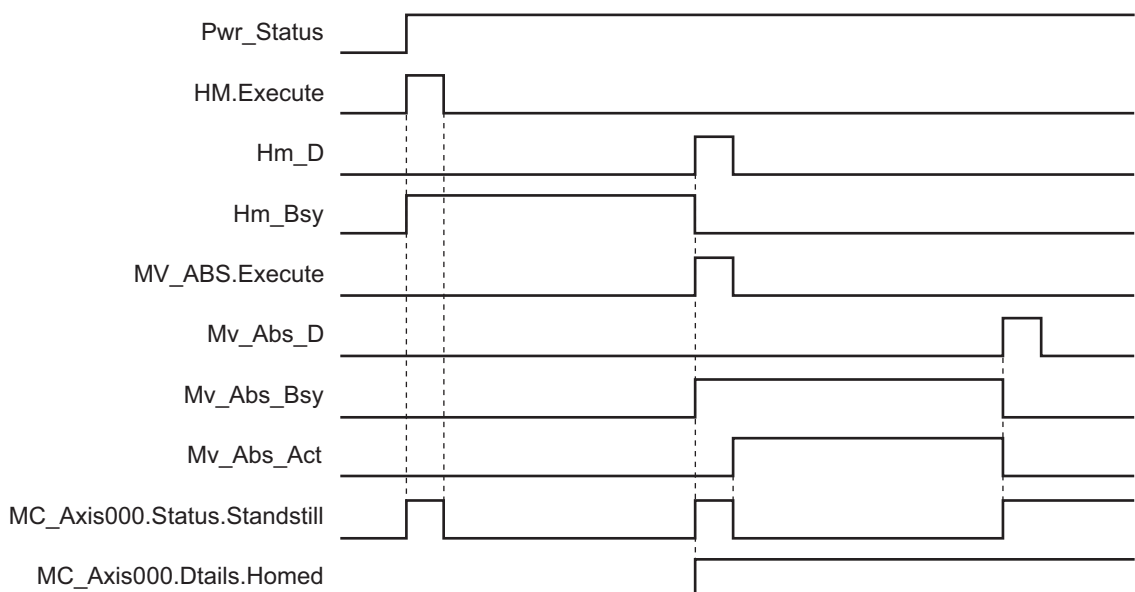 Pwr_Status
HM.Execute
Hm_D
Hm_Bsy
MV_ABS.Execute
Mv_Abs_D
Mv_Abs_Bsy
Mv_Abs_Act
MC_Axis000.Status.Standstill
MC_Axis000.Dtails.Homed